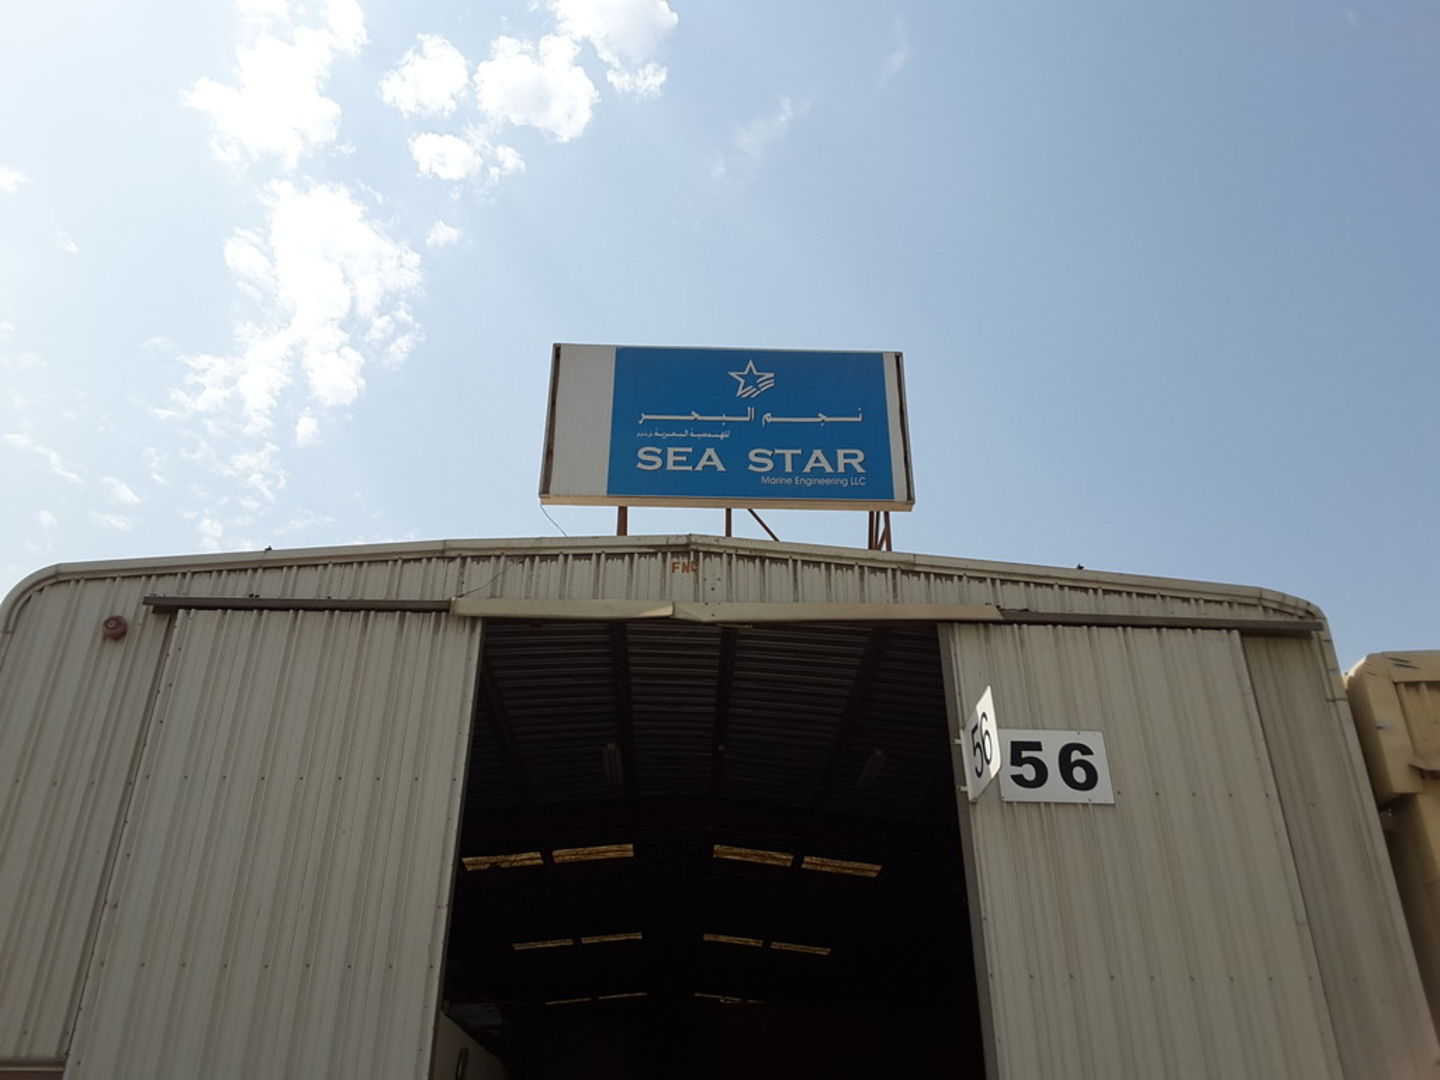 نجم البحر
للهندسة البحرية ش ذ م م
SEA STAR
Marine Engineering LLC
56
56